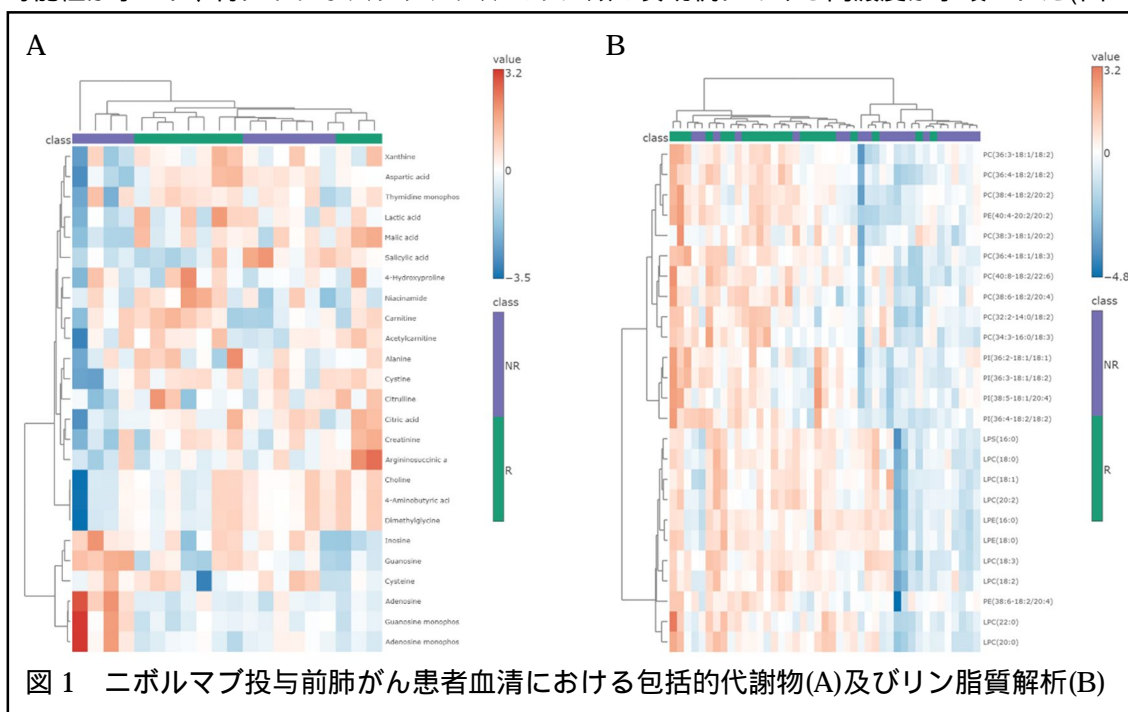 A
B
value
3.2
0
−3.5
class
NR
R
class
Xanthine
Aspartic acid
Thymidine monophos
Lactic acid
Malic acid
Salicylic acid
4-Hydroxyproline
Niacinamide
Carnitine
Acetylcarnitine
Alanine
Cystine
Citrulline
Citric acid
Creatinine
Argininosuccinic a
Choline
4-Aminobutyric aci
Dimethylglycine
Inosine
Guanosine
Cysteine
Adenosine
Guanosine monophos
Adenosine monophos
value
3.2
0
−4.8
class
NR
R
class
PC(36:3-18:1/18:2)
PC(36:4-18:2/18:2)
PC(38:4-18:2/20:2)
PE(40:4-20:2/20:2)
PC(38:3-18:1/20:2)
PC(36:4-18:1/18:3)
PC(40:8-18:2/22:6)
PC(38:6-18:2/20:4)
PC(32:2-14:0/18:2)
PC(34:3-16:0/18:3)
PI(36:2-18:1/18:1)
PI(36:3-18:1/18:2)
PI(38:5-18:1/20:4)
PI(36:4-18:2/18:2)
LPS(16:0)
LPC(18:0)
LPC(18:1)
LPC(20:2)
LPE(16:0)
LPE(18:0)
LPC(18:3)
LPC(18:2)
PE(38:6-18:2/20:4)
LPC(22:0)
LPC(20:0)
図 1　ニボルマブ投与前肺がん患者血清における包括的代謝物(A)及びリン脂質解析(B)